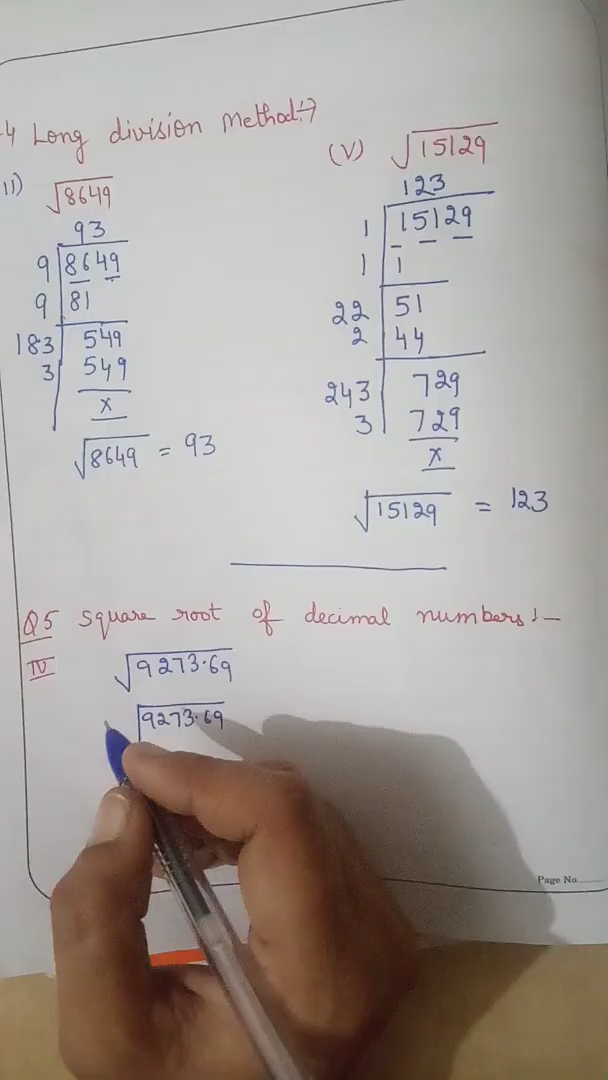 4 Long division Method:→
11) √8649
93
9 8649
9 81
183 549
3 549
x
√8649 = 93
(V) √15129
123
1 15129
1 1
22 51
2 44
243 729
3 729
x
√15129 = 123
Q5 Square root of decimal numbers:-
IV √9273.69
9273.69
Page No.........